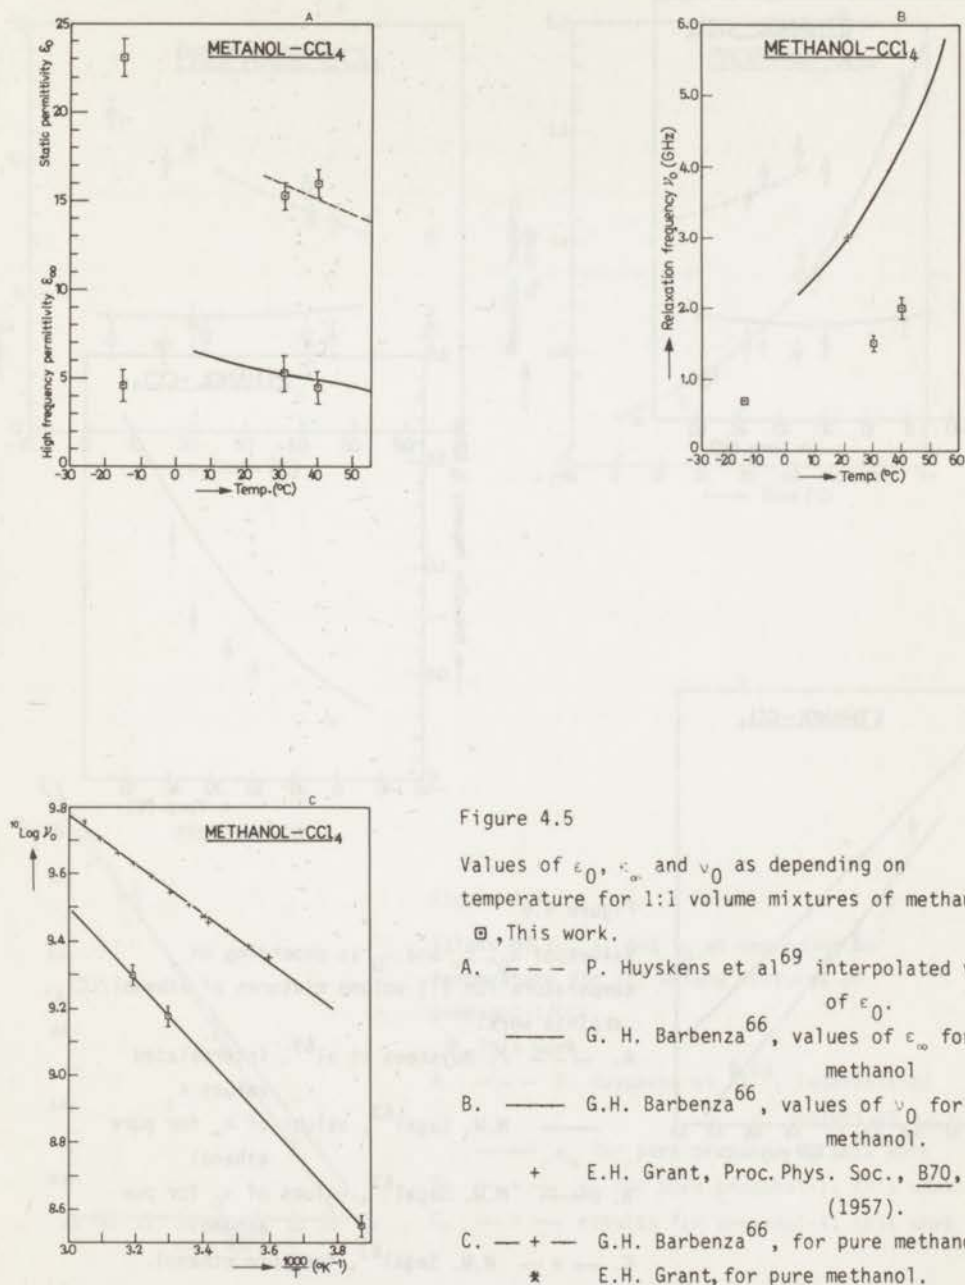 A
METANOL-CCl4
Static permittivity ε0
High frequency permittivity ε∞
25
20
15
10
5
0
-30 -20 -10 0 10 20 30 40 50
Temp.(°C)
B
METHANOL-CCl4
Relaxation frequency ν0 (GHz)
6.0
5.0
4.0
3.0
2.0
1.0
0
-30 -20 -10 0 10 20 30 40 50 60
Temp.(°C)
C
METHANOL-CCl4
10Log ν0
9.8
9.6
9.4
9.2
9.0
8.8
8.6
3.0 3.2 3.4 3.6 3.8
1000/T (°K-1)
Figure 4.5
Values of ε0, ε∞ and ν0 as depending on
temperature for 1:1 volume mixtures of
⊡ ,This work.
A. --- P. Huyskens et al69 interpolated
of ε0.
—— G. H. Barbenza66, values of ε∞ for
methanol
B. —— G.H. Barbenza66, values of ν0 for
methanol.
+ E.H. Grant, Proc.Phys. Soc., B70,
(1957).
C. — + — G.H. Barbenza66, for pure
E.H. Grant, for pure methanol.